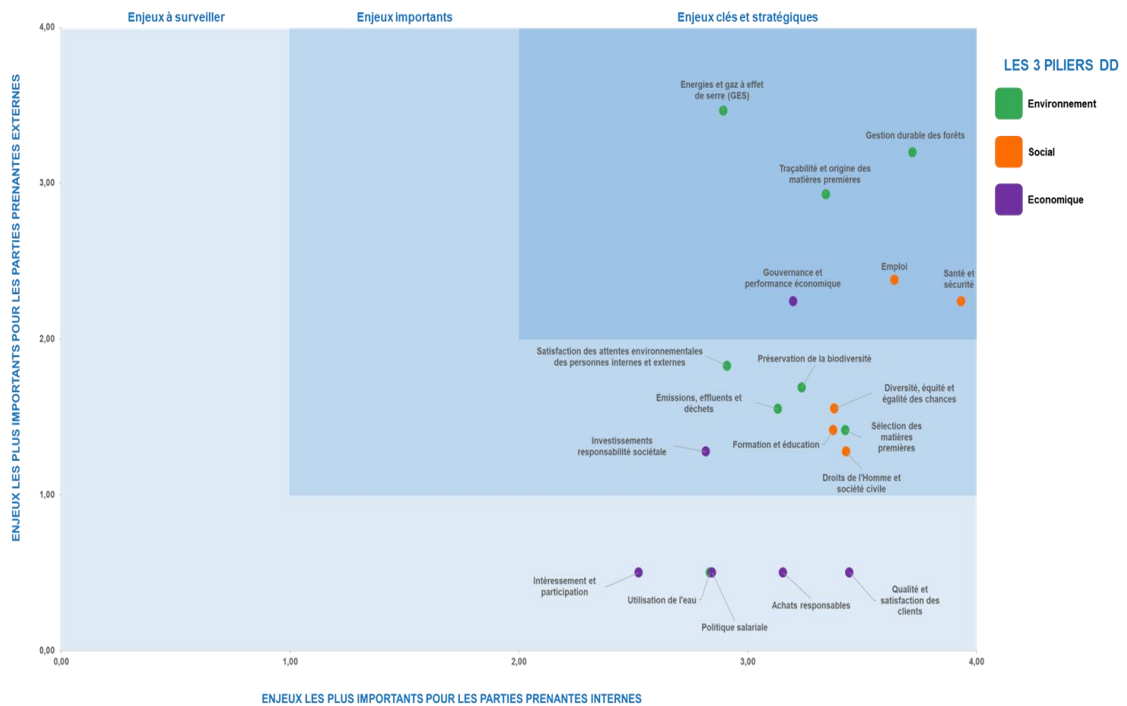 Enjeux à surveiller
Enjeux importants
Enjeux clés et stratégiques
4,00
3,00
2,00
1,00
0,00
ENJEUX LES PLUS IMPORTANTS POUR LES PARTIES PRENANTES EXTERNES
Energies et gaz à effet
de serre (GES)
Gestion durable des forêts
Traçabilité et origine des
matières premières
Gouvernance et
performance économique
Emploi
Santé et
sécurité
Satisfaction des attentes environnementales
des personnes internes et externes
Préservation de la biodiversité
Emissions, effluents et
déchets
Diversité, équité et
égalité des chances
Investissements
responsabilité sociétale
Formation et éducation
Sélection des
matières
premières
Droits de l'Homme et
société civile
Intéressement et
participation
Utilisation de l'eau
Politique salariale
Achats responsables
Qualité et
satisfaction des
clients
0,00
1,00
2,00
3,00
4,00
ENJEUX LES PLUS IMPORTANTS POUR LES PARTIES PRENANTES INTERNES
LES 3 PILIERS DD
Environnement
Social
Economique